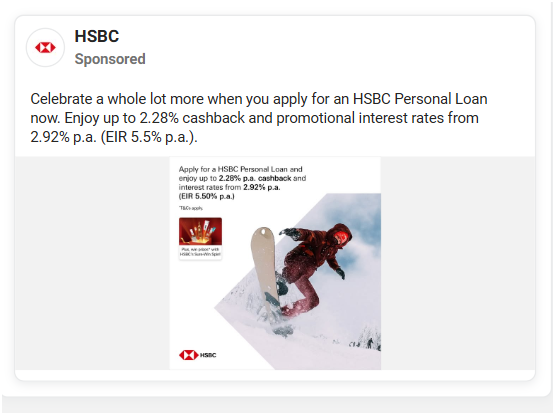 HSBC
Sponsored
Celebrate a whole lot more when you apply for an HSBC Personal Loan
now. Enjoy up to 2.28% cashback and promotional interest rates from
2.92% p.a. (EIR 5.5% p.a.).
Apply for a HSBC Personal Loan and
enjoy up to 2.28% p.a. cashback and
interest rates from 2.92% p.a.
(EIR 5.50% p.a.)
*T&Cs apply.
Plus, win prizes* with
HSBC's Sure-Win Spin!
HSBC